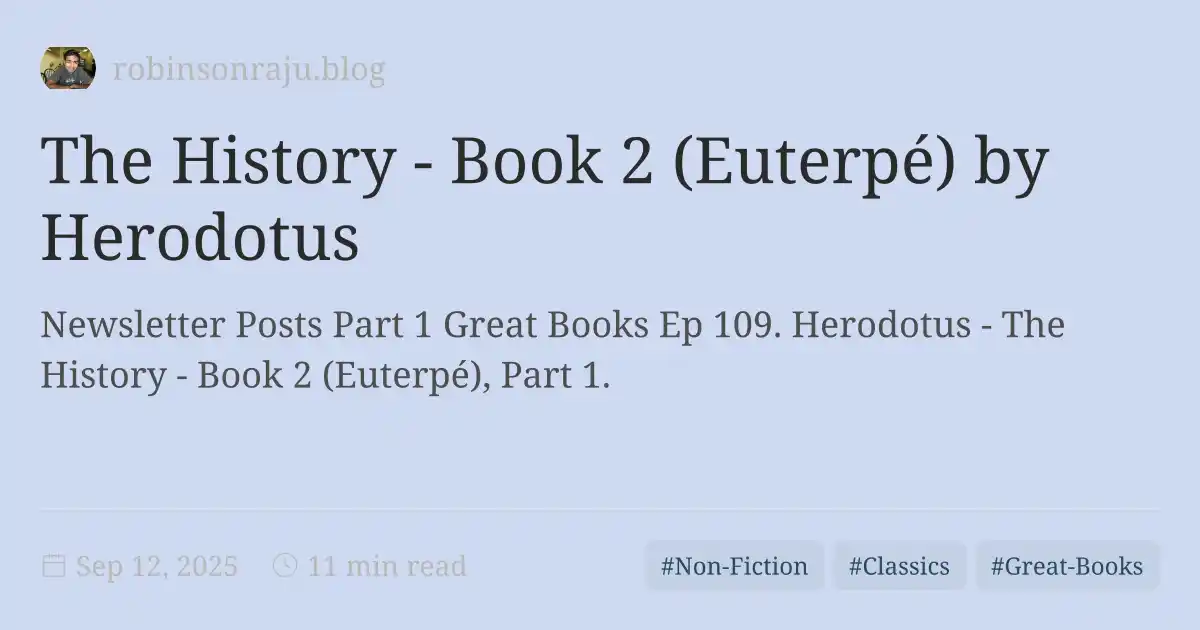 robinsonraju.blog
The History - Book 2 (Euterpé) by
Herodotus
Newsletter Posts Part 1 Great Books Ep 109. Herodotus - The
History - Book 2 (Euterpé), Part 1.
Sep 12, 2025 11 min read #Non-Fiction #Classics #Great-Books